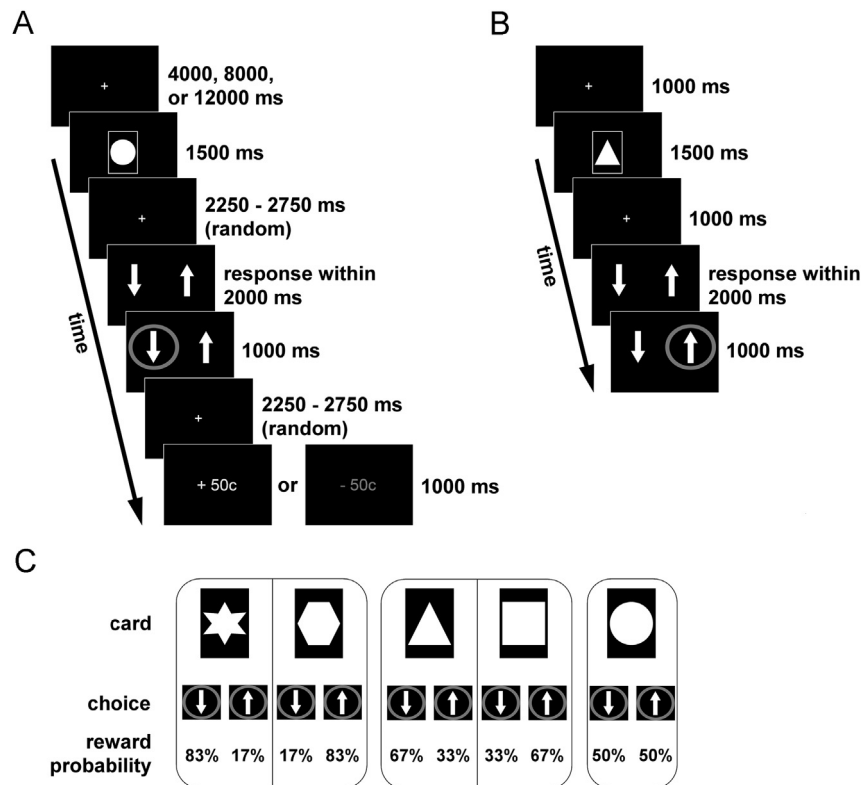 A
4000, 8000,
or 12000 ms
1500 ms
2250 - 2750 ms
(random)
response within
2000 ms
1000 ms
2250 - 2750 ms
(random)
+ 50c or - 50c 1000 ms
time
B
1000 ms
1500 ms
1000 ms
response within
2000 ms
1000 ms
time
C
card
choice
reward
probability
83% 17% 17% 83% 67% 33% 33% 67% 50% 50%